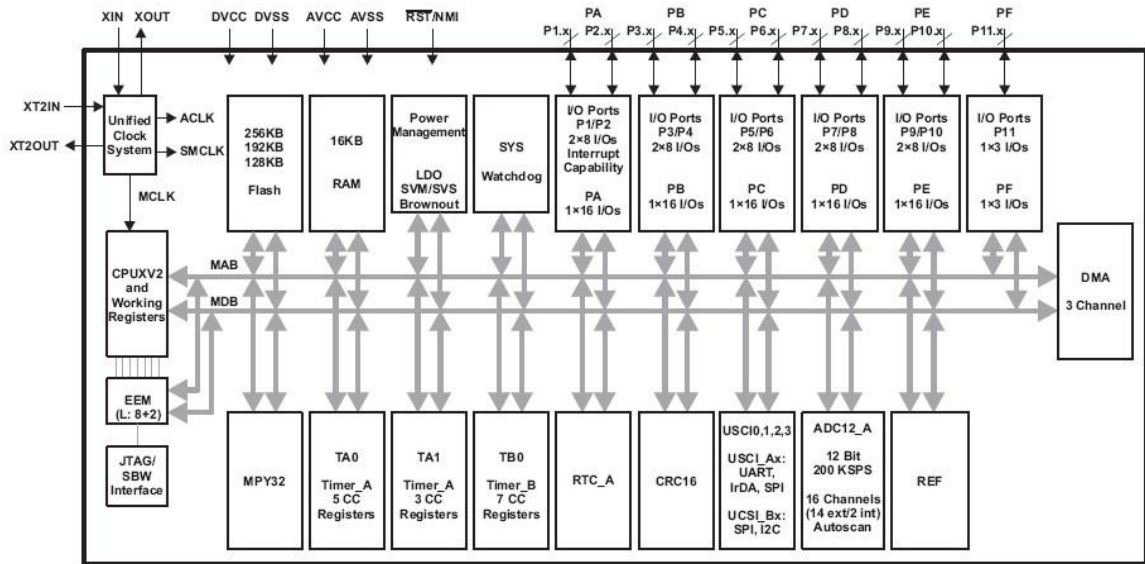 XIN XOUT DVCC DVSS AVCC AVSS RST/NMI PA PB PC PD PE PF
P1.x P2.x P3.x P4.x P5.x P6.x P7.x P8.x P9.x P10.x P11.x
XT2IN
XT2OUT
Unified
Clock
System
ACLK
SMCLK
MCLK
256KB
192KB
128KB
Flash
16KB
RAM
Power
Management
LDO
SVM/SVS
Brownout
SYS
Watchdog
I/O Ports
P1/P2
2×8 I/Os
Interrupt
Capability
PA
1×16 I/Os
I/O Ports
P3/P4
2×8 I/Os
PB
1×16 I/Os
I/O Ports
P5/P6
2×8 I/Os
PC
1×16 I/Os
I/O Ports
P7/P8
2×8 I/Os
PD
1×16 I/Os
I/O Ports
P9/P10
2×8 I/Os
PE
1×16 I/Os
I/O Ports
P11
1×3 I/Os
PF
1×3 I/Os
CPUXV2
and
Working
Registers
MAB
MDB
DMA
3 Channel
EEM
(L: 8+2)
JTAG/
SBW
Interface
MPY32
TA0
Timer_A
5 CC
Registers
TA1
Timer_A
3 CC
Registers
TB0
Timer_B
7 CC
Registers
RTC_A
CRC16
USCI0,1,2,3
USCI_Ax:
UART,
IrDA, SPI
UCSI_Bx:
SPI, I2C
ADC12_A
12 Bit
200 KSPS
16 Channels
(14 ext/2 int)
Autoscan
REF